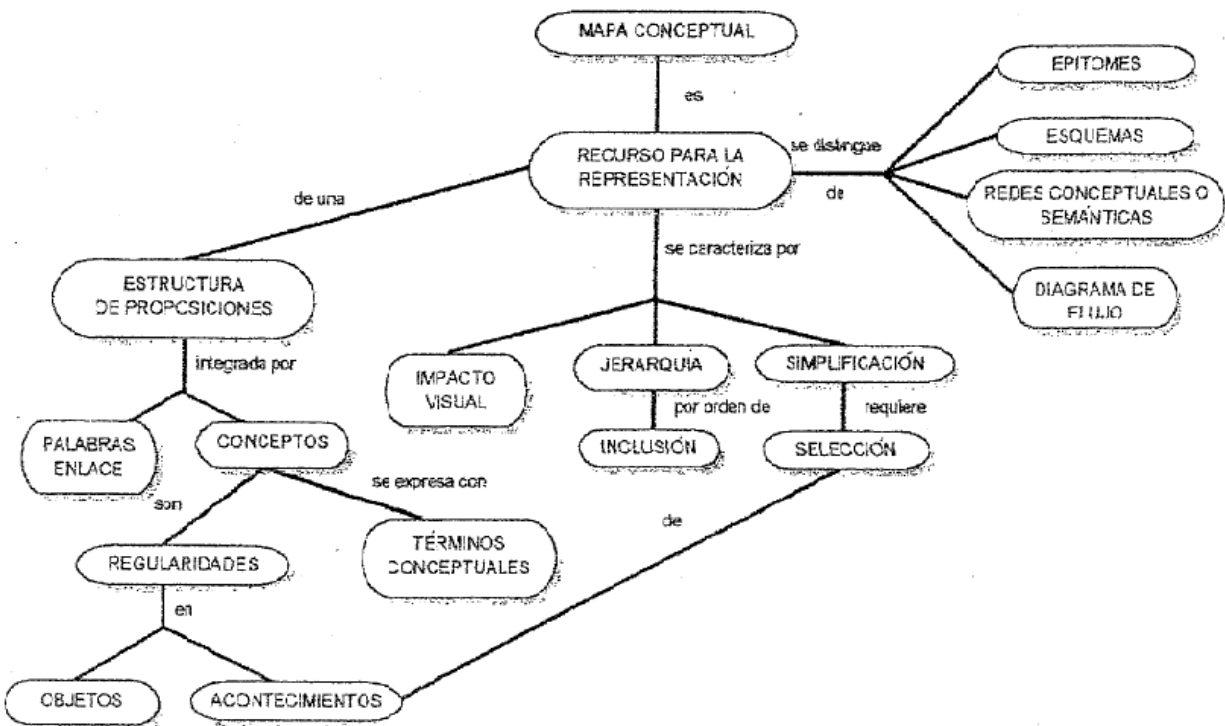 MAPA CONCEPTUAL
es
RECURSO PARA LA
REPRESENTACIÓN
se distingue
de
EPITOMES
ESQUEMAS
REDES CONCEPTUALES O
SEMÁNTICAS
DIAGRAMA DE
FLUJO
de una
se caracteriza por
ESTRUCTURA
DE PROPOSICIONES
integrada por
IMPACTO
VISUAL
JERARQUÍA
SIMPLIFICACIÓN
por orden de
requiere
INCLUSIÓN
SELECCIÓN
PALABRAS
ENLACE
CONCEPTOS
son
se expresa con
de
REGULARIDADES
TÉRMINOS
CONCEPTUALES
en
OBJETOS
ACONTECIMIENTOS